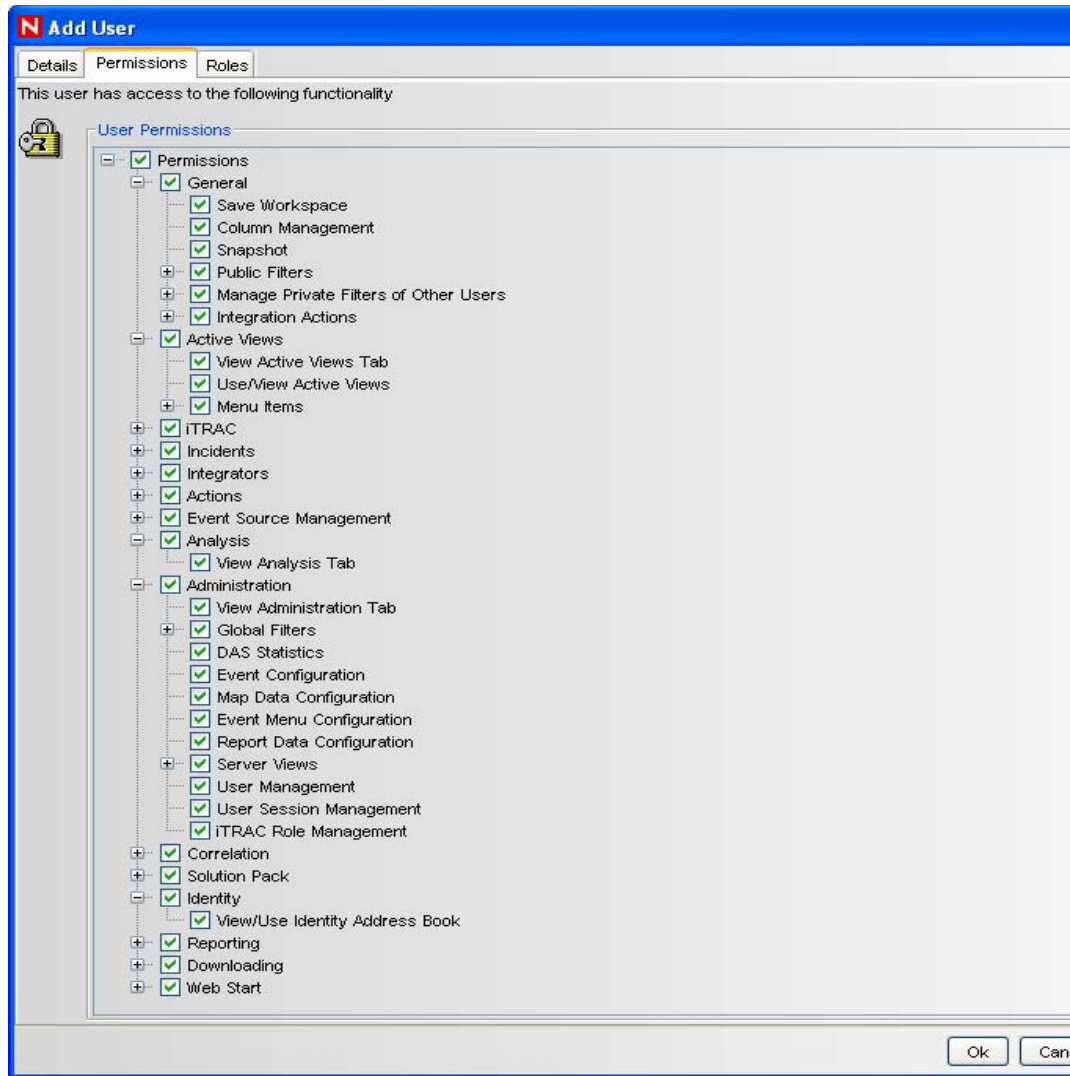 N Add User
Details Permissions Roles
This user has access to the following functionality
User Permissions
Permissions
General
Save Workspace
Column Management
Snapshot
Public Filters
Manage Private Filters of Other Users
Integration Actions
Active Views
View Active Views Tab
Use/View Active Views
Menu Items
iTRAC
Incidents
Integrators
Actions
Event Source Management
Analysis
View Analysis Tab
Administration
View Administration Tab
Global Filters
DAS Statistics
Event Configuration
Map Data Configuration
Event Menu Configuration
Report Data Configuration
Server Views
User Management
User Session Management
iTRAC Role Management
Correlation
Solution Pack
Identity
View/Use Identity Address Book
Reporting
Downloading
Web Start
Ok Can